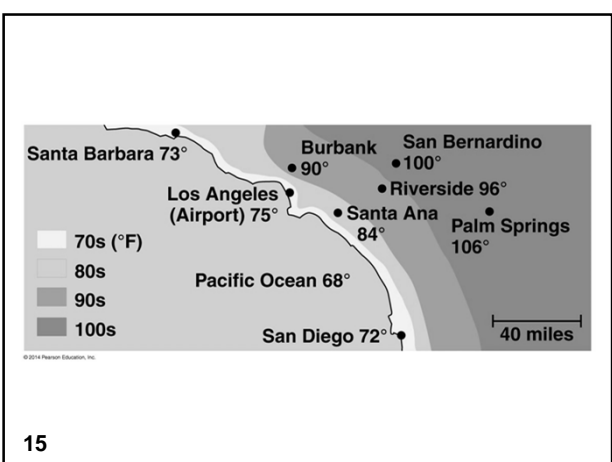 Santa Barbara 73°
Burbank
90°
San Bernardino
100°
Los Angeles
(Airport) 75°
Riverside 96°
Santa Ana
84°
Palm Springs
106°
70s (°F)
80s
90s
100s
Pacific Ocean 68°
San Diego 72°
40 miles
© 2014 Pearson Education, Inc.
15